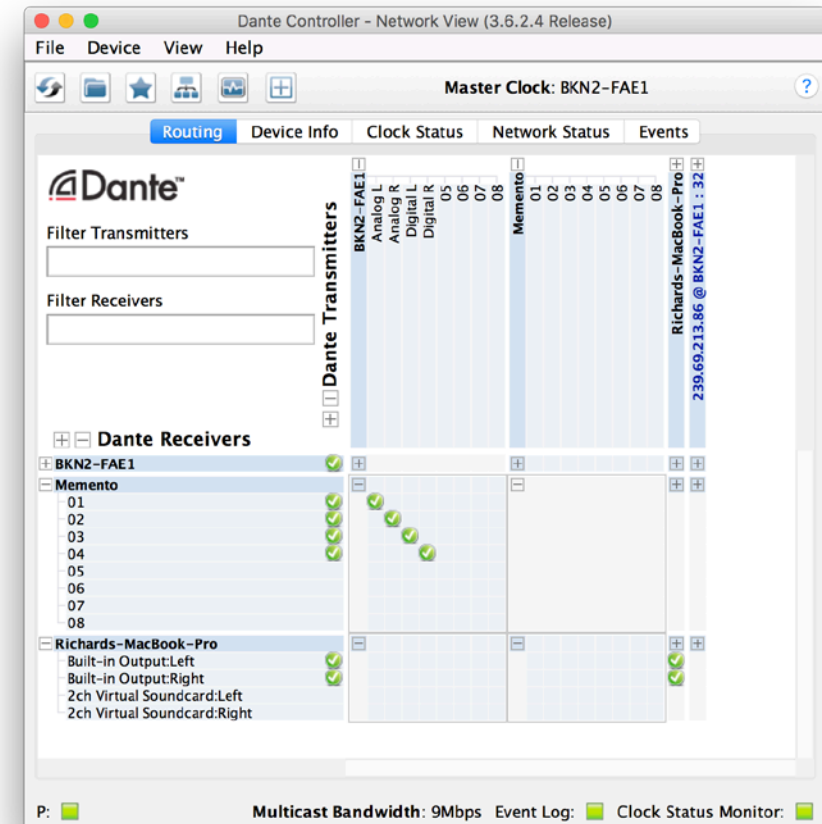 Dante Controller - Network View (3.6.2.4 Release)
File Device View Help
Master Clock: BKN2-FAE1
?
Routing Device Info Clock Status Network Status Events
Dante™
Filter Transmitters
Filter Receivers
Dante Transmitters
BKN2-FAE1
Analog L
Analog R
Digital L
Digital R
05
06
07
08
Memento
01
02
03
04
05
06
07
08
Richards-MacBook-Pro
239.69.213.86 @ BKN2-FAE1 : 32
Dante Receivers
BKN2-FAE1
Memento
01
02
03
04
05
06
07
08
Richards-MacBook-Pro
Built-in Output:Left
Built-in Output:Right
2ch Virtual Soundcard:Left
2ch Virtual Soundcard:Right
P: Multicast Bandwidth: 9Mbps Event Log: Clock Status Monitor: